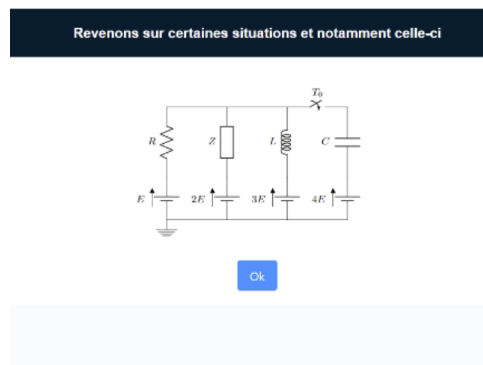 Revenons sur certaines situations et notamment celle-ci
T₀
R Z L C
E 2E 3E 4E
Ok